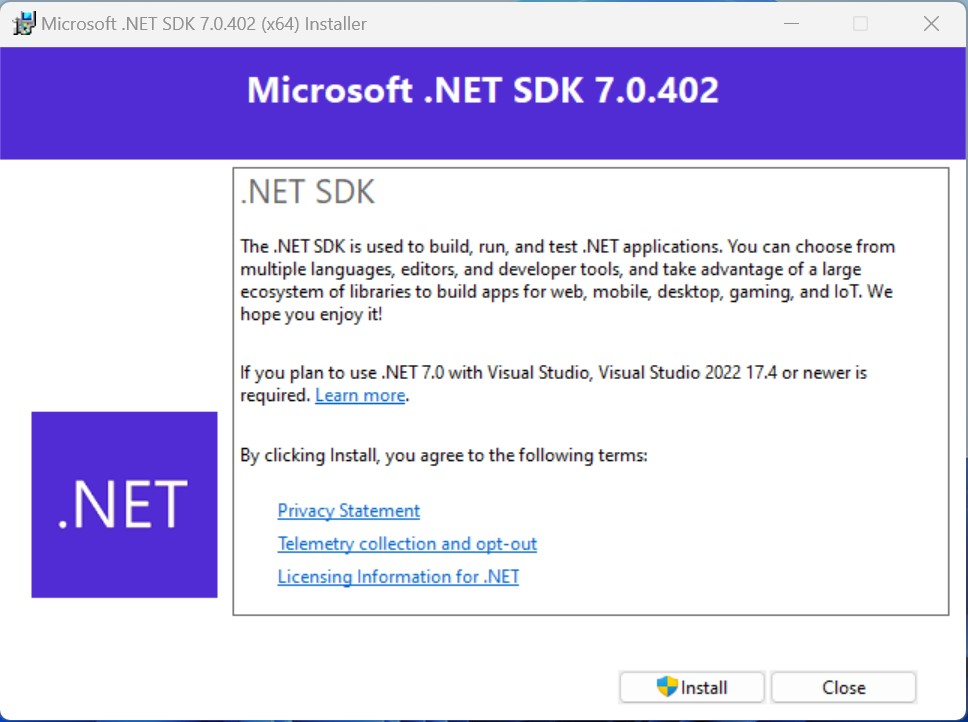 Microsoft .NET SDK 7.0.402 (x64) Installer
Microsoft .NET SDK 7.0.402
.NET SDK
The .NET SDK is used to build, run, and test .NET applications. You can choose from
multiple languages, editors, and developer tools, and take advantage of a large
ecosystem of libraries to build apps for web, mobile, desktop, gaming, and IoT. We
hope you enjoy it!
If you plan to use .NET 7.0 with Visual Studio, Visual Studio 2022 17.4 or newer is
required. Learn more.
By clicking Install, you agree to the following terms:
.NET
Privacy Statement
Telemetry collection and opt-out
Licensing Information for .NET
Install
Close